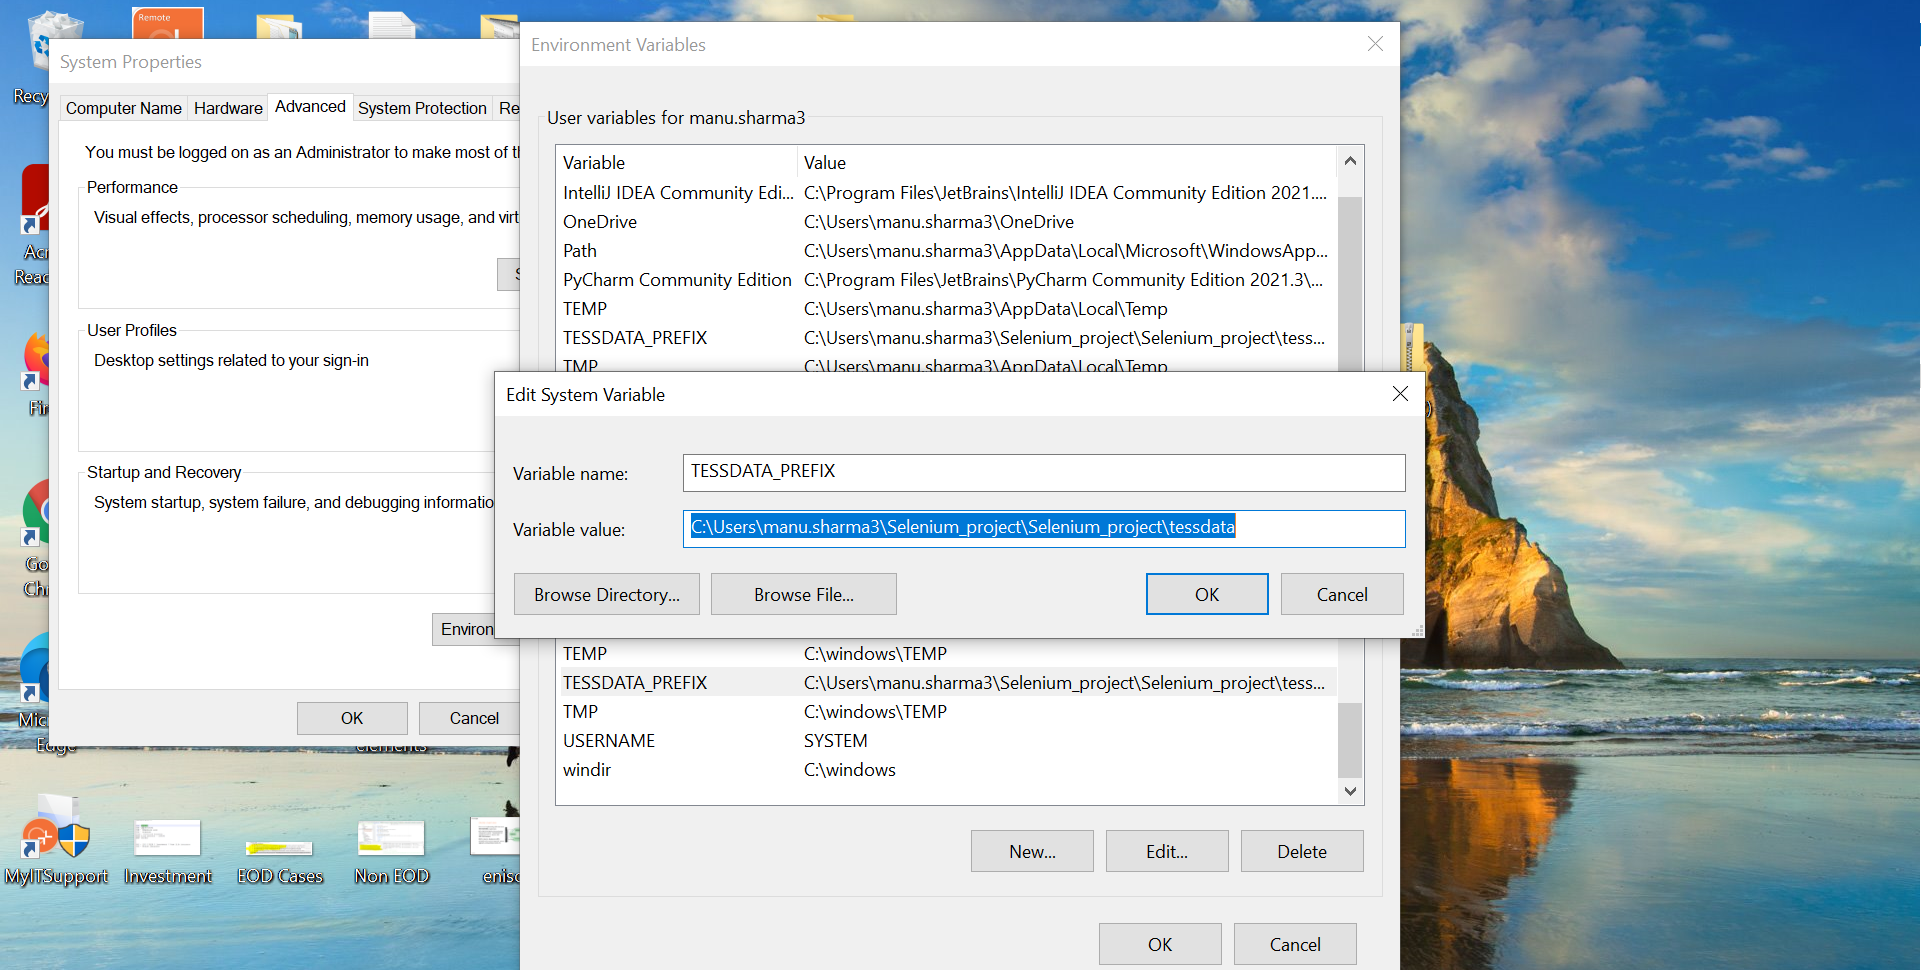 Remote
Recy
System Properties
Computer Name
Hardware
Advanced
System Protection
Re
You must be logged on as an Administrator to make most of th
Performance
Visual effects, processor scheduling, memory usage, and virt
User Profiles
Desktop settings related to your sign-in
Startup and Recovery
System startup, system failure, and debugging informatio
Environ
OK
Cancel
Environment Variables
User variables for manu.sharma3
Variable Value
IntelliJ IDEA Community Edi... C:\Program Files\JetBrains\IntelliJ IDEA Community Edition 2021....
OneDrive C:\Users\manu.sharma3\OneDrive
Path C:\Users\manu.sharma3\AppData\Local\Microsoft\WindowsApp...
PyCharm Community Edition C:\Program Files\JetBrains\PyCharm Community Edition 2021.3\...
TEMP C:\Users\manu.sharma3\AppData\Local\Temp
TESSDATA_PREFIX C:\Users\manu.sharma3\Selenium_project\Selenium_project\tess...
TMP C:\Users\manu.sharma3\AppData\Local\Temp
Edit System Variable
Variable name: TESSDATA_PREFIX
Variable value: C:\Users\manu.sharma3\Selenium_project\Selenium_project\tessdata
Browse Directory...
Browse File...
OK
Cancel
TEMP C:\windows\TEMP
TESSDATA_PREFIX C:\Users\manu.sharma3\Selenium_project\Selenium_project\tess...
TMP C:\windows\TEMP
USERNAME SYSTEM
windir C:\windows
New...
Edit...
Delete
OK
Cancel
Acr
Reac
Fir
Go
Chr
Mic
Edge
elements
MyITSupport
Investment
EOD Cases
Non EOD
enisc